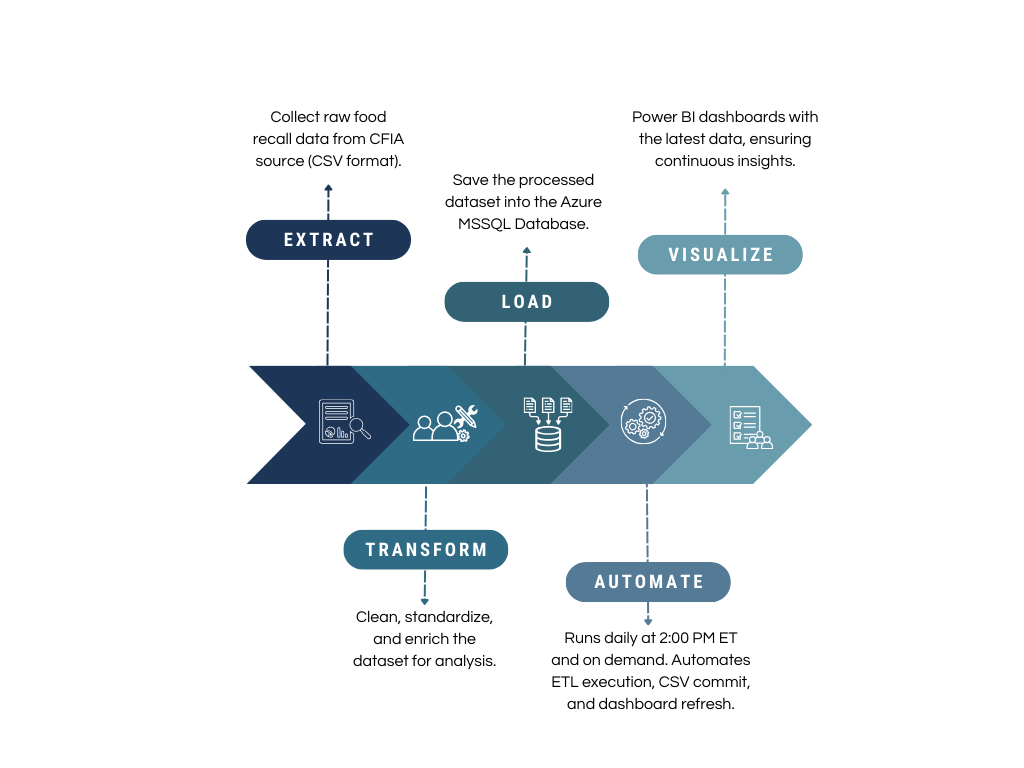 Collect raw food
recall data from CFIA
source (CSV format).
EXTRACT
Save the processed
dataset into the Azure
MSSQL Database.
LOAD
Power BI dashboards with
the latest data, ensuring
continuous insights.
VISUALIZE
TRANSFORM
Clean, standardize,
and enrich the
dataset for analysis.
AUTOMATE
Runs daily at 2:00 PM ET
and on demand. Automates
ETL execution, CSV commit,
and dashboard refresh.